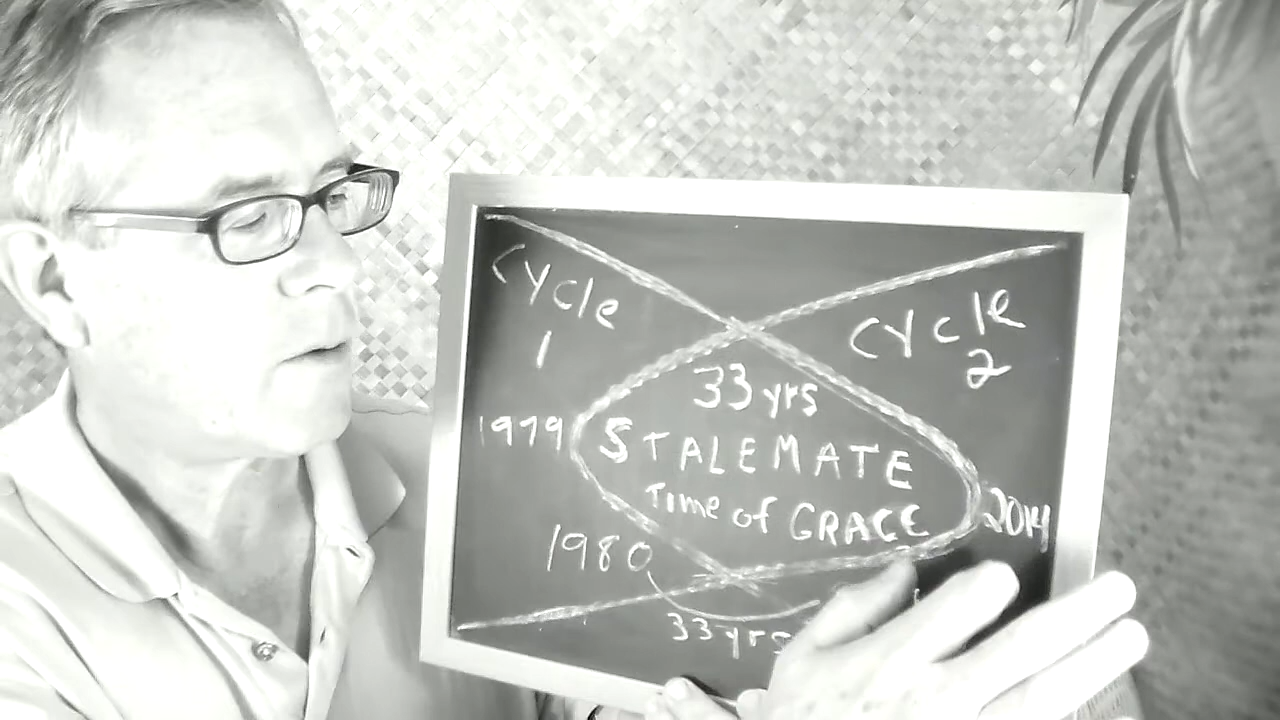 Cycle 1
Cycle 2
33 yrs
1979
STALEMATE
Time of GRACE
2014
1980
33 yrs